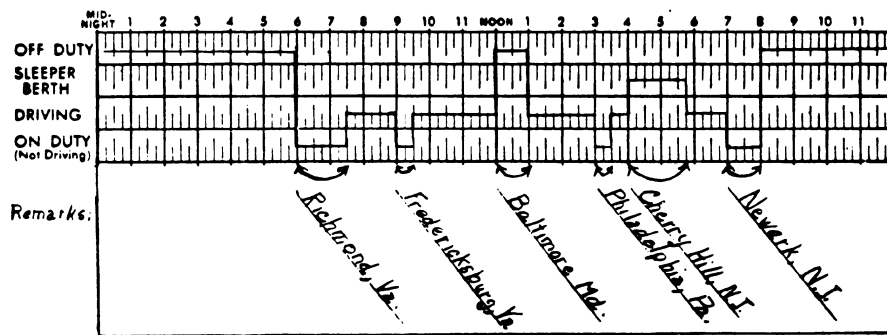 MID-
NIGHT 1 2 3 4 5 6 7 8 9 10 11 NOON 1 2 3 4 5 6 7 8 9 10 11
OFF DUTY
SLEEPER
BERTH
DRIVING
ON DUTY
(Not Driving)
Remarks:
Richmond, Va.
Fredericksburg, Va
Baltimore Md.
Philadelphia, Pa.
Cherry Hill, N.J.
Newark, N.J.